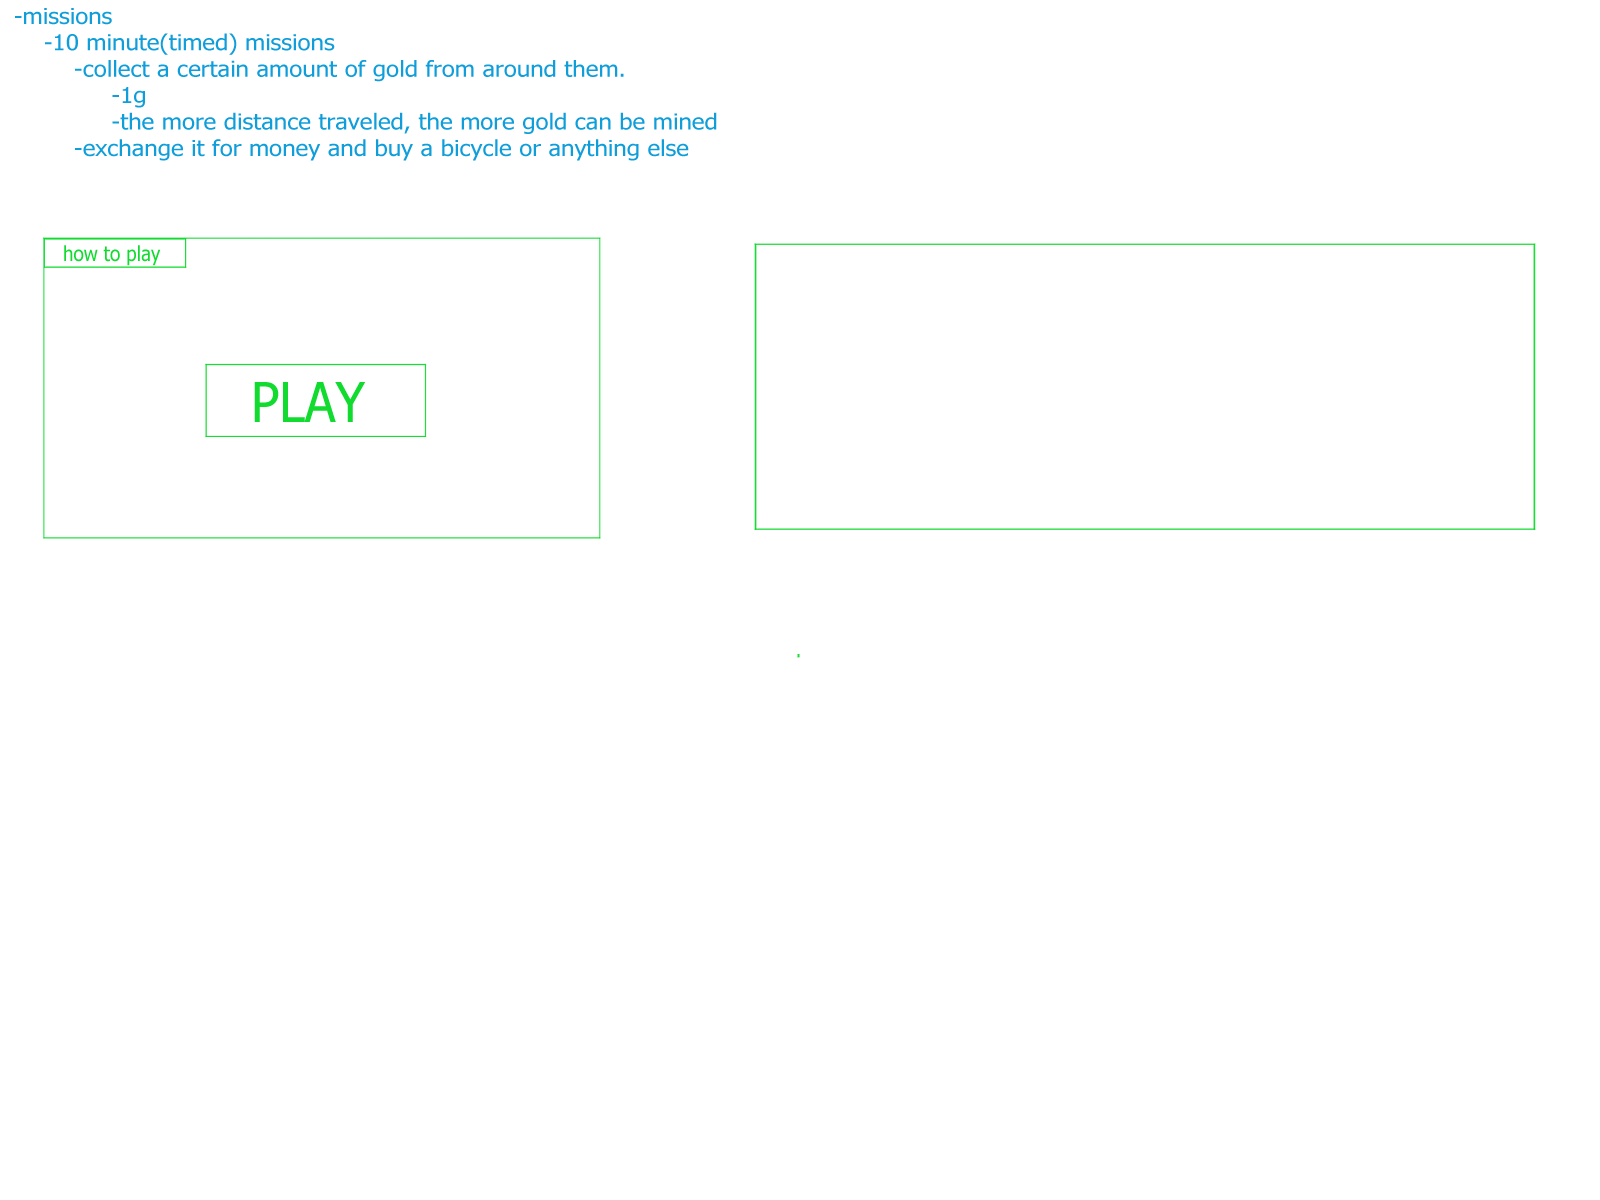 -missions
-10 minute(timed) missions
-collect a certain amount of gold from around them.
-1g
-the more distance traveled, the more gold can be mined
-exchange it for money and buy a bicycle or anything else
how to play
PLAY